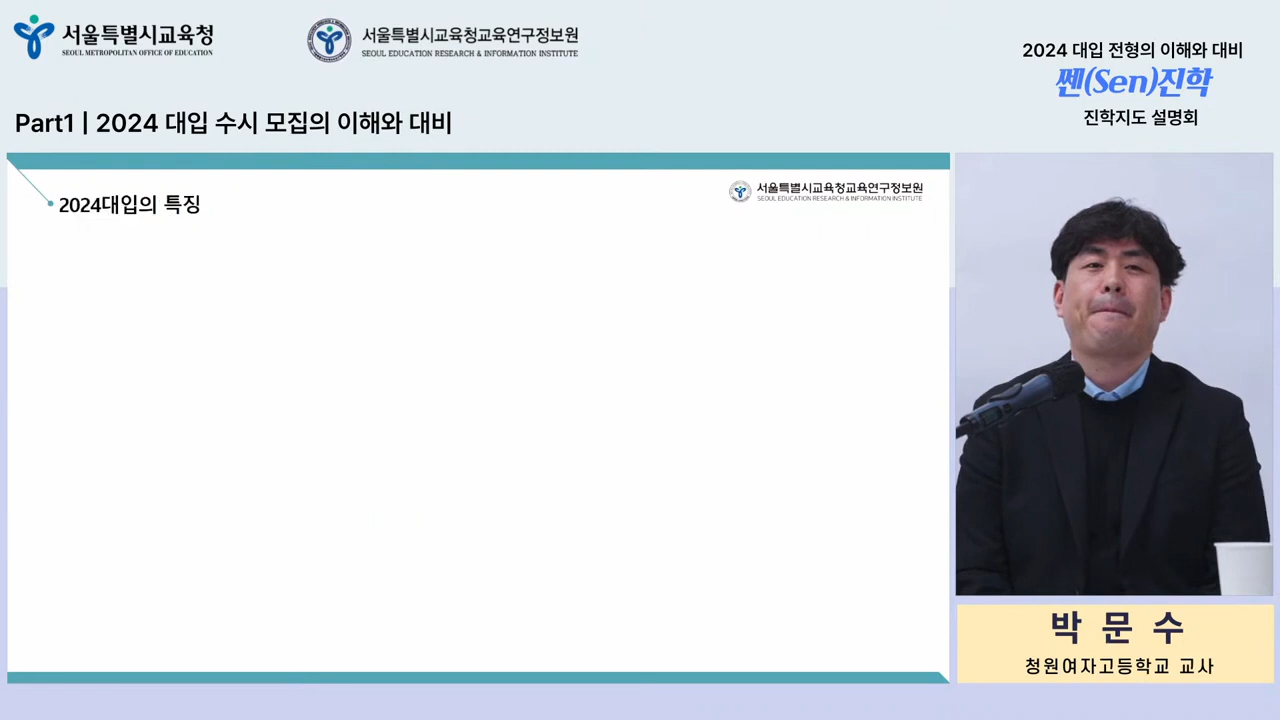 서울특별시교육청
SEOUL METROPOLITAN OFFICE OF EDUCATION
서울특별시교육청교육연구정보원
SEOUL EDUCATION RESEARCH & INFORMATION INSTITUTE
2024 대입 전형의 이해와 대비
쎈(Sen)진학
진학지도 설명회
Part1 | 2024 대입 수시 모집의 이해와 대비
2024대입의 특징
서울특별시교육청교육연구정보원
SEOUL EDUCATION RESEARCH & INFORMATION INSTITUTE
박 문 수
청원여자고등학교 교사